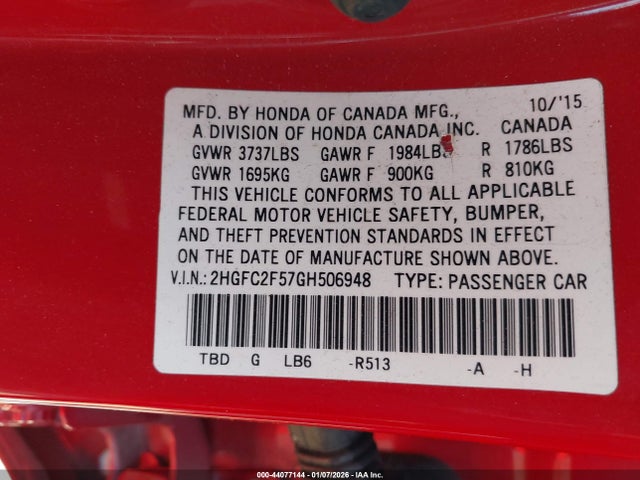 MFD. BY HONDA OF CANADA MFG., 10/'15
A DIVISION OF HONDA CANADA INC. CANADA
GVWR 3737LBS GAWR F 1984LBS R 1786LBS
GVWR 1695KG GAWR F 900KG R 810KG
THIS VEHICLE CONFORMS TO ALL APPLICABLE
FEDERAL MOTOR VEHICLE SAFETY, BUMPER,
AND THEFT PREVENTION STANDARDS IN EFFECT
ON THE DATE OF MANUFACTURE SHOWN ABOVE.
V.I.N.: 2HGFC2F57GH506948 TYPE: PASSENGER CAR
TBD G LB6 -R513 -A -H
000-44077144 - 01/07/2026 - IAA Inc.